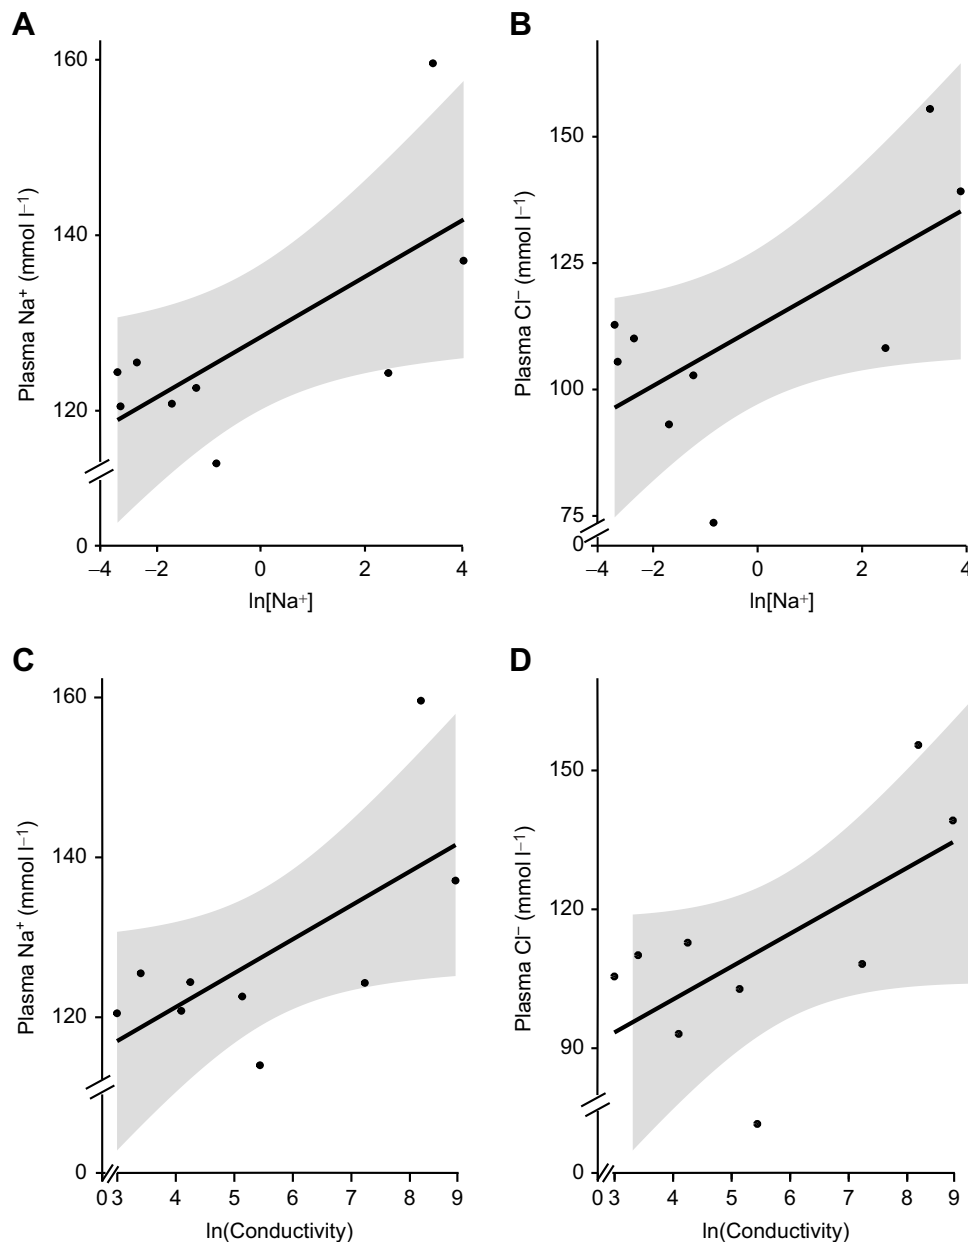 A
B
160
140
120
0
Plasma Na⁺ (mmol l⁻¹)
–4 –2 0 2 4
ln[Na⁺]
150
125
100
75
0
Plasma Cl⁻ (mmol l⁻¹)
–4 –2 0 2 4
ln[Na⁺]
C
D
160
140
120
0
Plasma Na⁺ (mmol l⁻¹)
0 3 4 5 6 7 8 9
ln(Conductivity)
150
120
90
0
Plasma Cl⁻ (mmol l⁻¹)
0 3 4 5 6 7 8 9
ln(Conductivity)